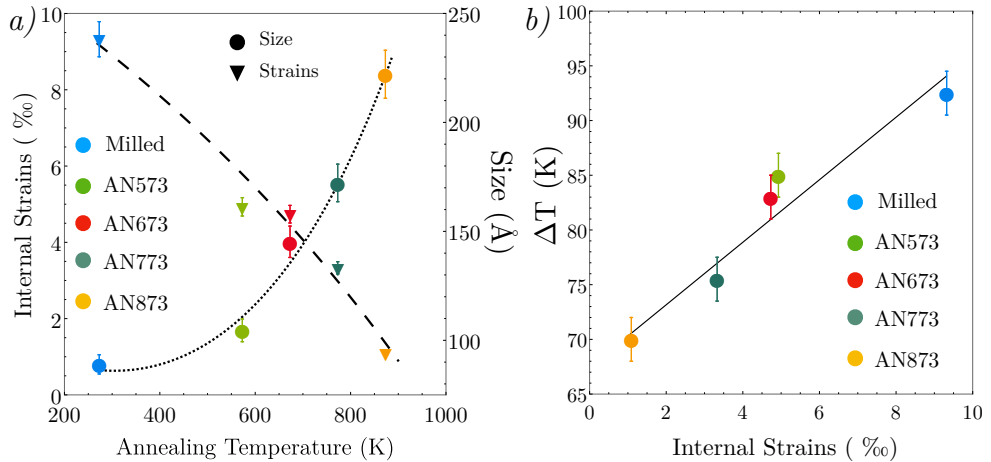 a)
10
8
6
4
2
0
Internal Strains ( ‰)
Size
Strains
Milled
AN573
AN673
AN773
AN873
250
200
150
100
Size (Å)
200
400
600
800
1000
Annealing Temperature (K)
b)
100
95
90
85
80
75
70
65
ΔT (K)
Milled
AN573
AN673
AN773
AN873
0
2
4
6
8
10
Internal Strains ( ‰)